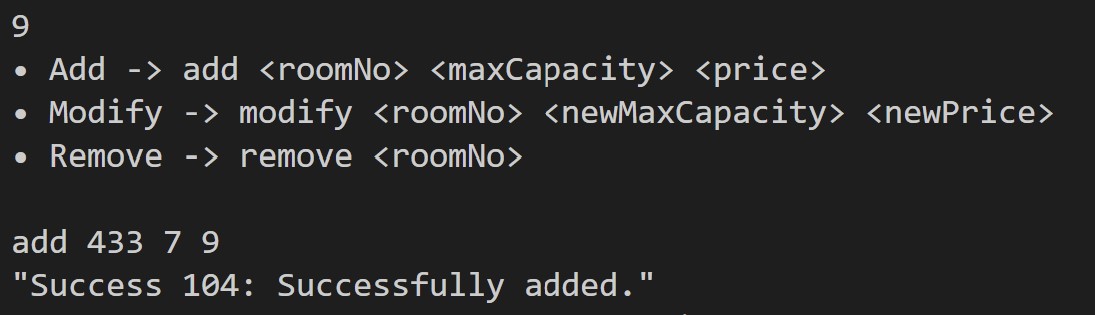 9
• Add -> add <roomNo> <maxCapacity> <price>
• Modify -> modify <roomNo> <newMaxCapacity> <newPrice>
• Remove -> remove <roomNo>
add 433 7 9
"Success 104: Successfully added."